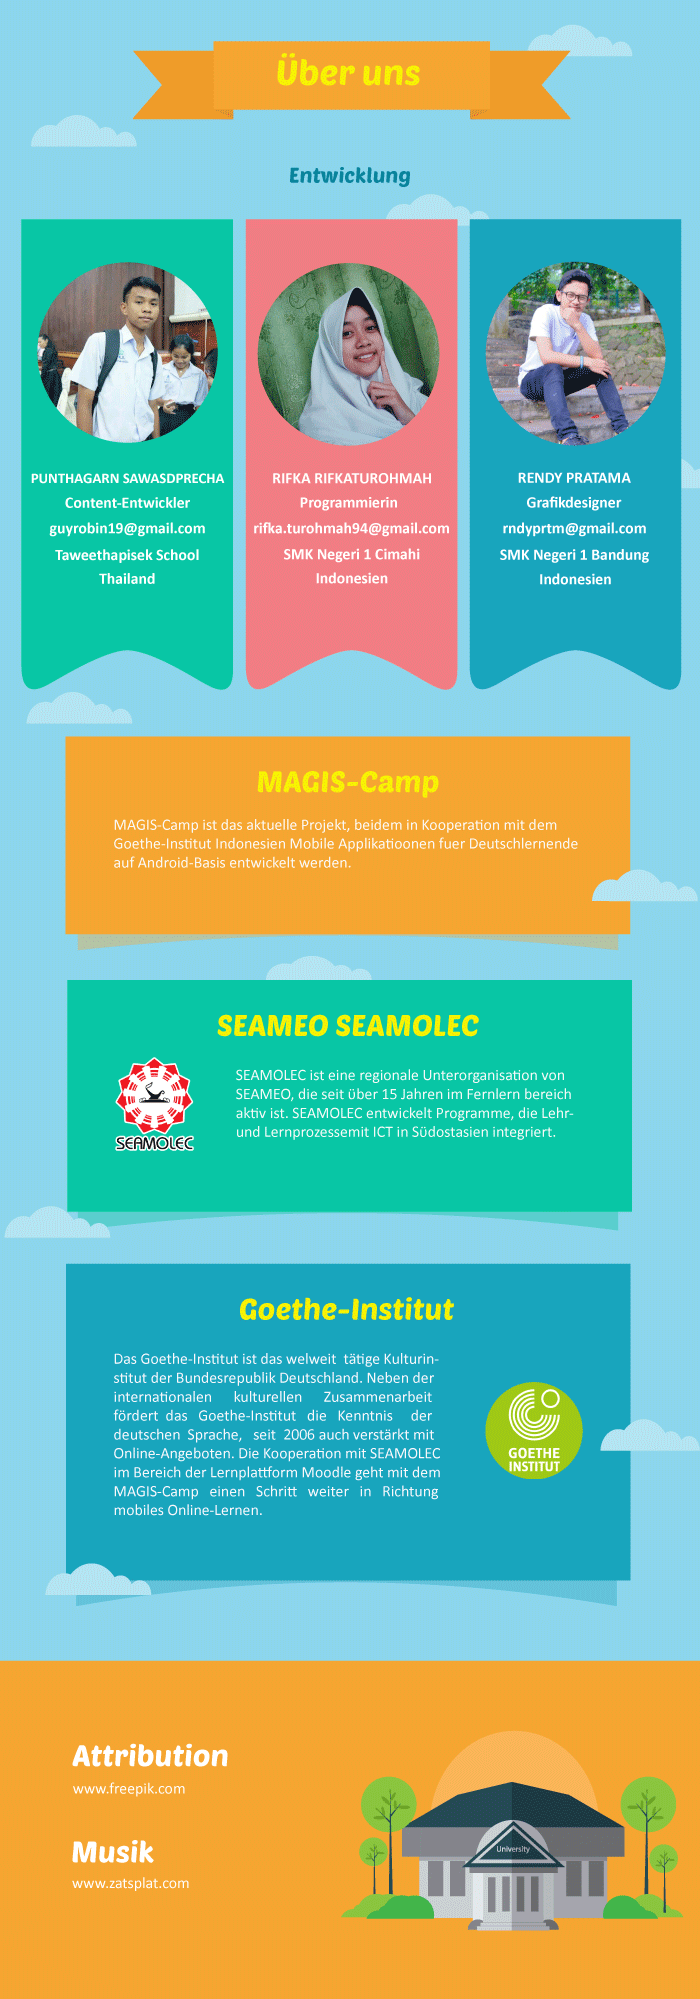 Über uns
Entwicklung
PUNTHAGARN SAWASDPRECHA
Content-Entwickler
guyrobin19@gmail.com
Taweethapisek School
Thailand
RIFKA RIFKATUROHMAH
Programmierin
rifka.turohmah94@gmail.com
SMK Negeri 1 Cimahi
Indonesien
RENDY PRATAMA
Grafikdesigner
rndyprtm@gmail.com
SMK Negeri 1 Bandung
Indonesien
MAGIS-Camp
MAGIS-Camp ist das aktuelle Projekt, beidem in Kooperation mit dem
Goethe-Institut Indonesien Mobile Applikatioonen fuer Deutschlernende
auf Android-Basis entwickelt werden.
SEAMEO SEAMOLEC
SEAMOLEC
SEAMOLEC ist eine regionale Unterorganisation von
SEAMEO, die seit über 15 Jahren im Fernlern bereich
aktiv ist. SEAMOLEC entwickelt Programme, die Lehr-
und Lernprozessemit ICT in Südostasien integriert.
Goethe-Institut
Das Goethe-Institut ist das welweit tätige Kulturin-
stitut der Bundesrepublik Deutschland. Neben der
internationalen kulturellen Zusammenarbeit
fördert das Goethe-Institut die Kenntnis der
deutschen Sprache, seit 2006 auch verstärkt mit
Online-Angeboten. Die Kooperation mit SEAMOLEC
im Bereich der Lernplattform Moodle geht mit dem
MAGIS-Camp einen Schritt weiter in Richtung
mobiles Online-Lernen.
GOETHE
INSTITUT
Attribution
www.freepik.com
Musik
www.zatsplat.com
University